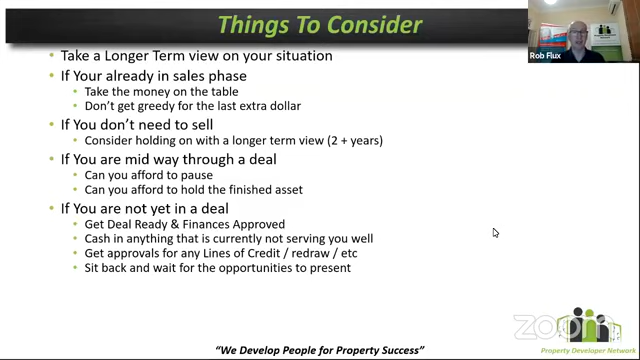 Things To Consider
Rob Flux
Take a Longer Term view on your situation
If Your already in sales phase
Take the money on the table
Don't get greedy for the last extra dollar
If You don't need to sell
Consider holding on with a longer term view (2 + years)
If You are mid way through a deal
Can you afford to pause
Can you afford to hold the finished asset
If You are not yet in a deal
Get Deal Ready & Finances Approved
Cash in anything that is currently not serving you well
Get approvals for any Lines of Credit / redraw / etc
Sit back and wait for the opportunities to present
zoom
"We Develop People for Property Success"
Property Developer Network